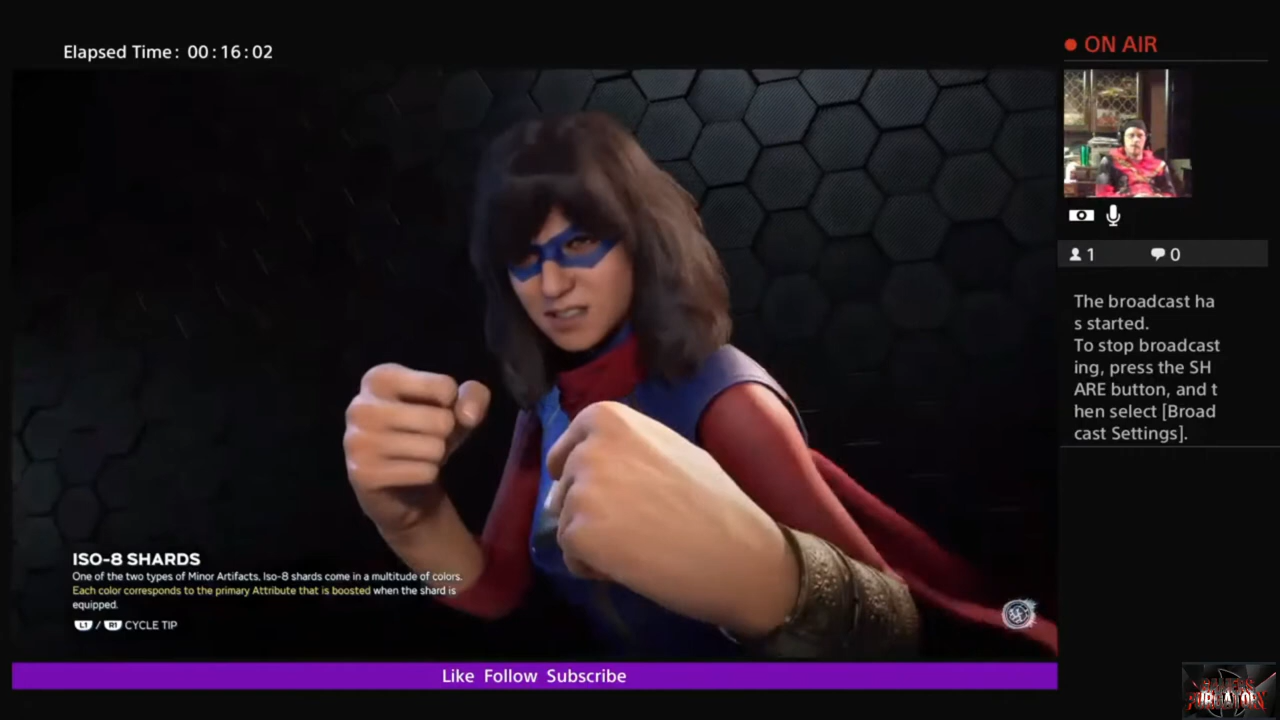 Elapsed Time: 00:16:02
ON AIR
1
0
The broadcast ha
s started.
To stop broadcast
ing, press the SH
ARE button, and t
hen select [Broad
cast Settings].
ISO-8 SHARDS
One of the two types of Minor Artifacts, Iso-8 shards come in a multitude of colors.
Each color corresponds to the primary Attribute that is boosted when the shard is
equipped.
L1 / R1 CYCLE TIP
Like Follow Subscribe
PURGATORY